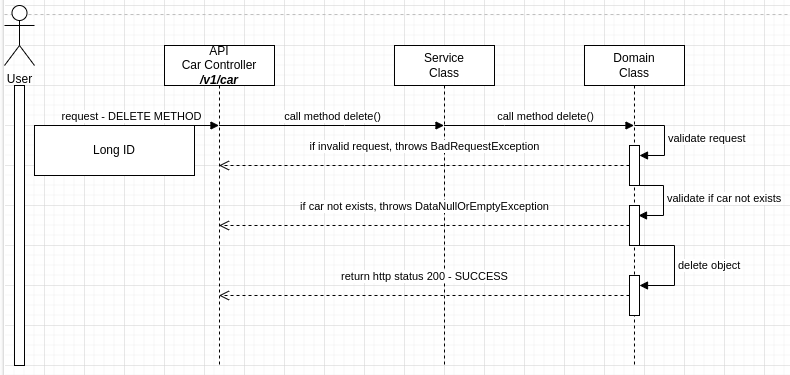 API
Car Controller
/v1/car
Service
Class
Domain
Class
User
request - DELETE METHOD
call method delete()
call method delete()
Long ID
validate request
if invalid request, throws BadRequestException
validate if car not exists
if car not exists, throws DataNullOrEmptyException
delete object
return http status 200 - SUCCESS